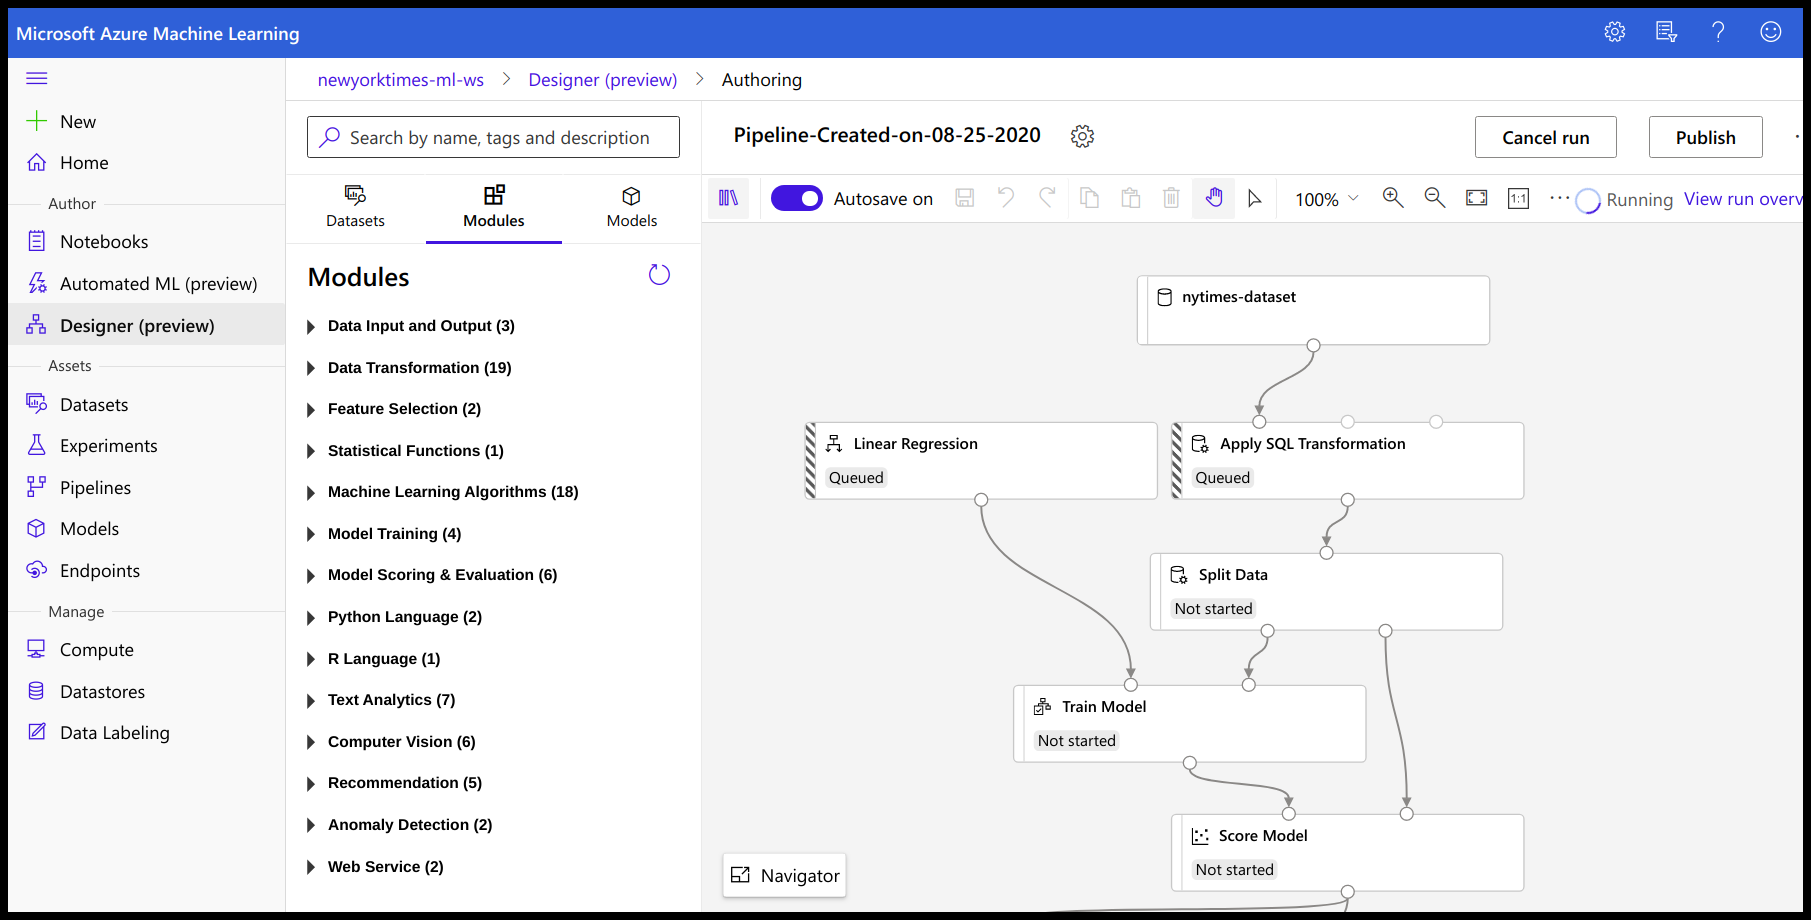 Microsoft Azure Machine Learning
New
Home
Author
Notebooks
Automated ML (preview)
Designer (preview)
Assets
Datasets
Experiments
Pipelines
Models
Endpoints
Manage
Compute
Datastores
Data Labeling
newyorktimes-ml-ws > Designer (preview) > Authoring
Search by name, tags and description
Datasets
Modules
Models
Modules
Data Input and Output (3)
Data Transformation (19)
Feature Selection (2)
Statistical Functions (1)
Machine Learning Algorithms (18)
Model Training (4)
Model Scoring & Evaluation (6)
Python Language (2)
R Language (1)
Text Analytics (7)
Computer Vision (6)
Recommendation (5)
Anomaly Detection (2)
Web Service (2)
Pipeline-Created-on-08-25-2020
Cancel run
Publish
Autosave on
100%
1:1
Running
View run overv
nytimes-dataset
Linear Regression
Queued
Apply SQL Transformation
Queued
Split Data
Not started
Train Model
Not started
Score Model
Not started
Navigator